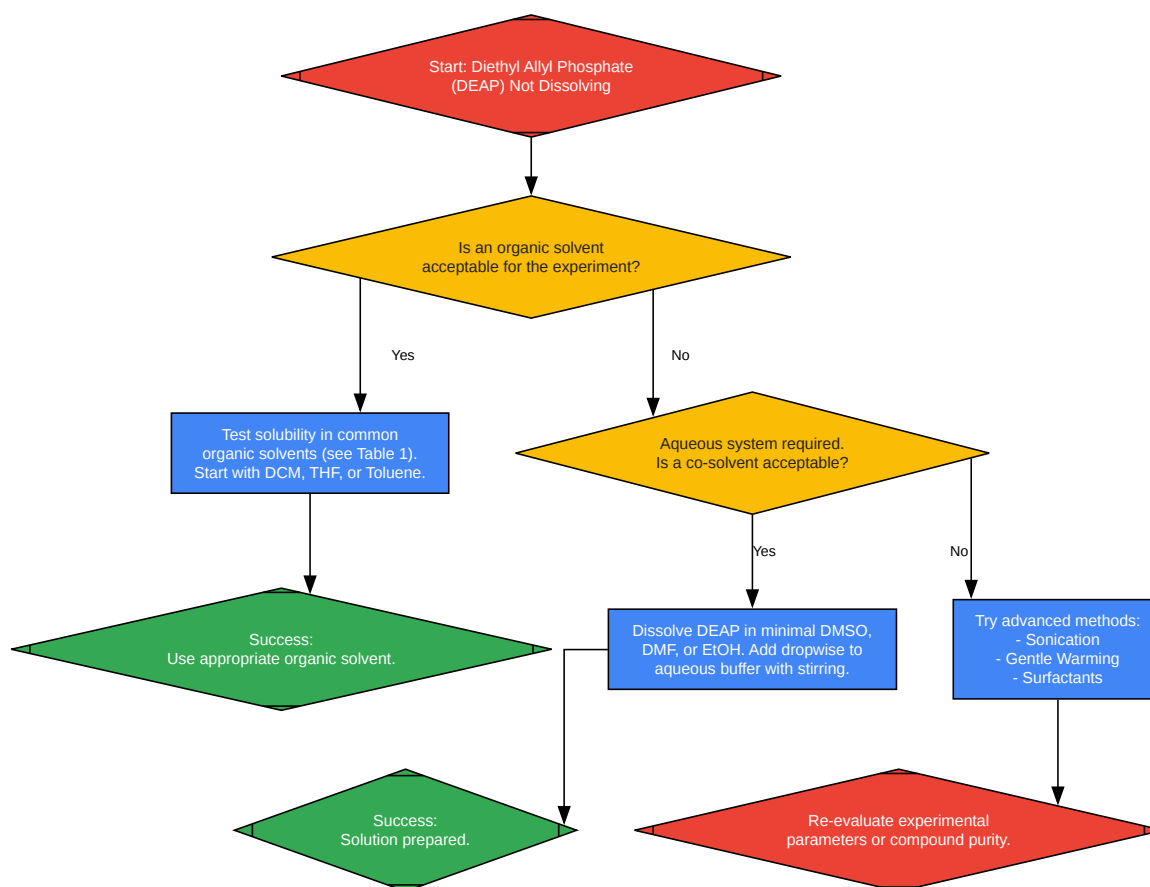 Start: Diethyl Allyl Phosphate
(DEAP) Not Dissolving
Is an organic solvent
acceptable for the experiment?
Yes
No
Test solubility in common
organic solvents (see Table 1).
Start with DCM, THF, or Toluene.
Aqueous system required.
Is a co-solvent acceptable?
Yes
No
Success:
Use appropriate organic solvent.
Dissolve DEAP in minimal DMSO,
DMF, or EtOH. Add dropwise to
aqueous buffer with stirring.
Try advanced methods:
- Sonication
- Gentle Warming
- Surfactants
Success:
Solution prepared.
Re-evaluate experimental
parameters or compound purity.